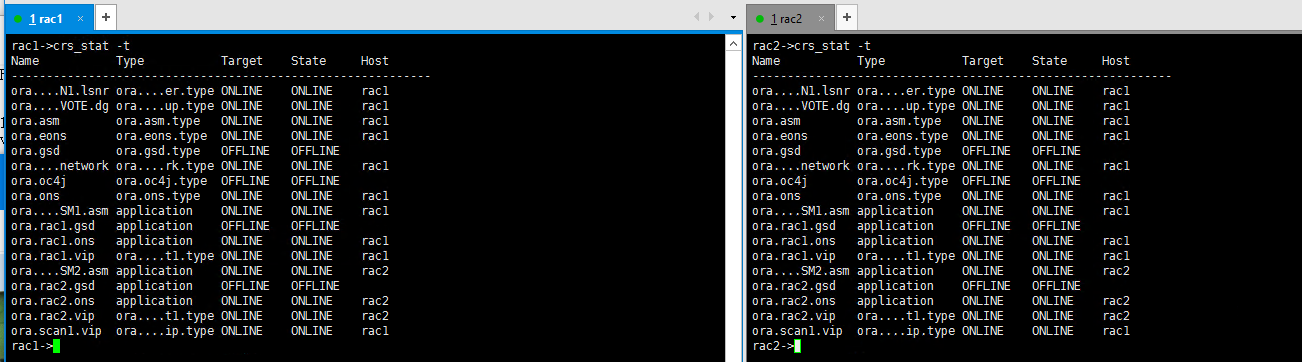 1 rac1 × +
rac1->crs_stat -t
Name Type Target State Host
------------------------------------------------------------
ora....N1.lsnr ora....er.type ONLINE ONLINE rac1
ora....VOTE.dg ora....up.type ONLINE ONLINE rac1
ora.asm ora.asm.type ONLINE ONLINE rac1
ora.eons ora.eons.type ONLINE ONLINE rac1
ora.gsd ora.gsd.type OFFLINE OFFLINE
ora....network ora....rk.type ONLINE ONLINE rac1
ora.oc4j ora.oc4j.type OFFLINE OFFLINE
ora.ons ora.ons.type ONLINE ONLINE rac1
ora....SM1.asm application ONLINE ONLINE rac1
ora.rac1.gsd application OFFLINE OFFLINE
ora.rac1.ons application ONLINE ONLINE rac1
ora.rac1.vip ora....t1.type ONLINE ONLINE rac1
ora....SM2.asm application ONLINE ONLINE rac2
ora.rac2.gsd application OFFLINE OFFLINE
ora.rac2.ons application ONLINE ONLINE rac2
ora.rac2.vip ora....t1.type ONLINE ONLINE rac2
ora.scan1.vip ora....ip.type ONLINE ONLINE rac1
rac1->
1 rac2 × +
rac2->crs_stat -t
Name Type Target State Host
------------------------------------------------------------
ora....N1.lsnr ora....er.type ONLINE ONLINE rac1
ora....VOTE.dg ora....up.type ONLINE ONLINE rac1
ora.asm ora.asm.type ONLINE ONLINE rac1
ora.eons ora.eons.type ONLINE ONLINE rac1
ora.gsd ora.gsd.type OFFLINE OFFLINE
ora....network ora....rk.type ONLINE ONLINE rac1
ora.oc4j ora.oc4j.type OFFLINE OFFLINE
ora.ons ora.ons.type ONLINE ONLINE rac1
ora....SM1.asm application ONLINE ONLINE rac1
ora.rac1.gsd application OFFLINE OFFLINE
ora.rac1.ons application ONLINE ONLINE rac1
ora.rac1.vip ora....t1.type ONLINE ONLINE rac1
ora....SM2.asm application ONLINE ONLINE rac2
ora.rac2.gsd application OFFLINE OFFLINE
ora.rac2.ons application ONLINE ONLINE rac2
ora.rac2.vip ora....t1.type ONLINE ONLINE rac2
ora.scan1.vip ora....ip.type ONLINE ONLINE rac1
rac2->